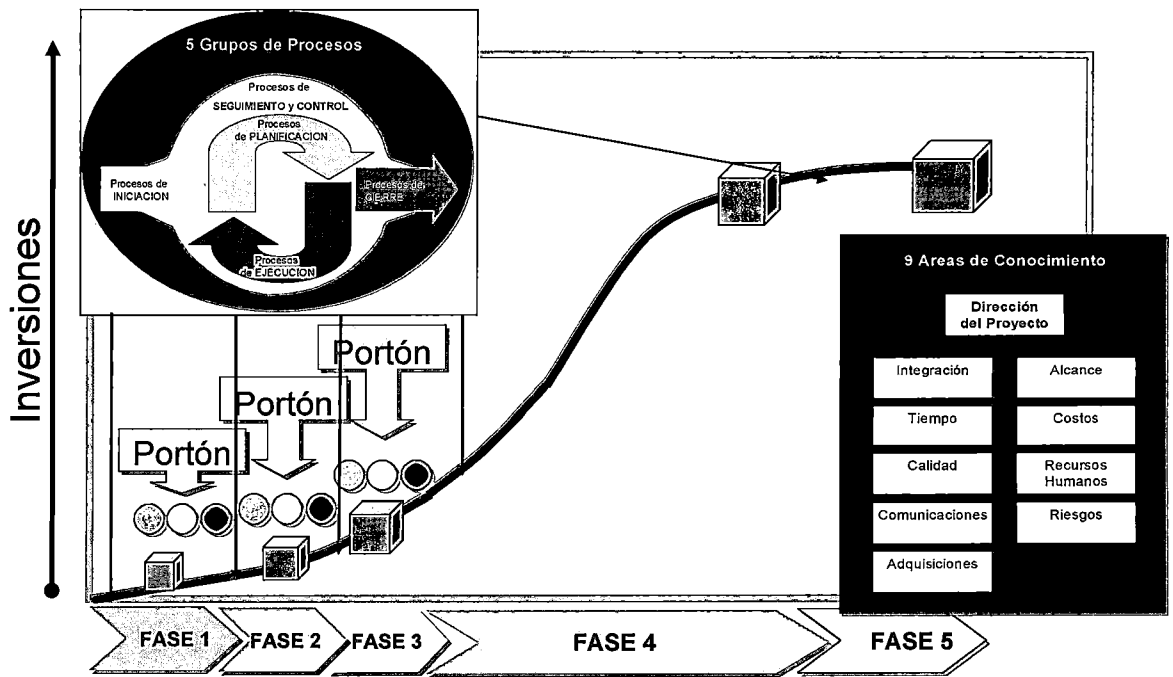 5 Grupos de Procesos
Procesos de
SEGUIMIENTO y CONTROL
Procesos
de PLANIFICACION
Procesos de
INICIACION
Procesos de
CIERRE
Procesos
de EJECUCION
Inversiones
Portón
Portón
Portón
9 Areas de Conocimiento
Dirección
del Proyecto
Integración
Alcance
Tiempo
Costos
Calidad
Recursos
Humanos
Comunicaciones
Riesgos
Adquisiciones
FASE 1
FASE 2
FASE 3
FASE 4
FASE 5